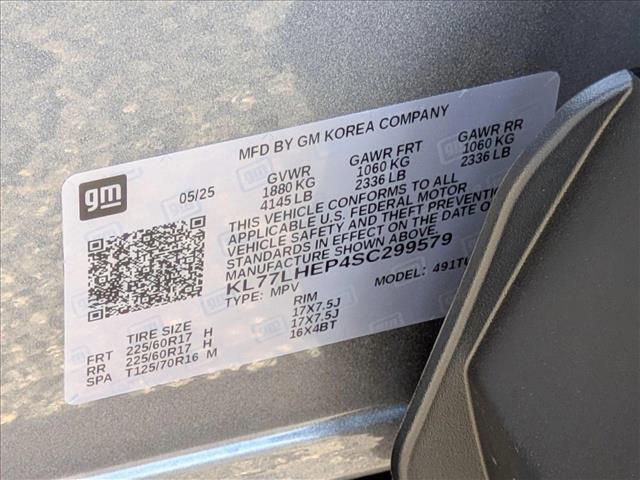 MFD BY GM KOREA COMPANY
gm 05/25 GVWR GAWR FRT GAWR RR
1880 KG 1060 KG 1060 KG
4145 LB 2336 LB 2336 LB
THIS VEHICLE CONFORMS TO ALL
APPLICABLE U.S. FEDERAL MOTOR
VEHICLE SAFETY AND THEFT PREVENTION
STANDARDS IN EFFECT ON THE DATE OF
MANUFACTURE SHOWN ABOVE.
KL77LHEP4SC299579
TYPE: MPV MODEL:
TIRE SIZE RIM
FRT 225/60R17 H 17X7.5J
RR 225/60R17 H 17X7.5J
SPA T125/70R16 M 16X4BT